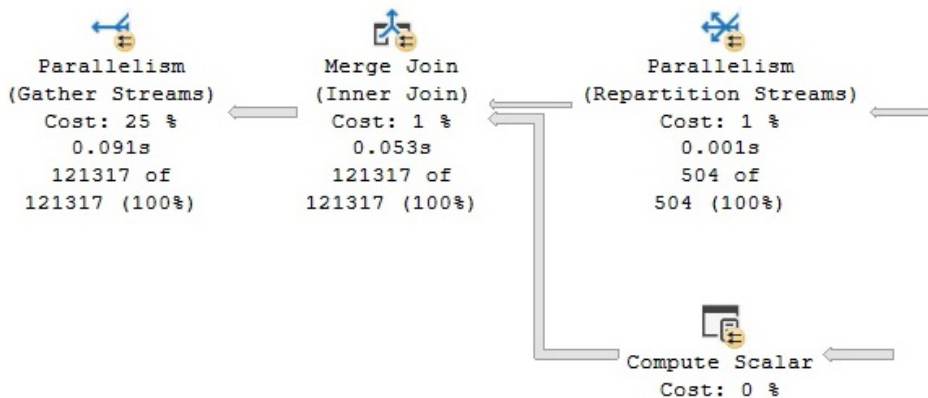 Parallelism
(Gather Streams)
Cost: 25 %
0.091s
121317 of
121317 (100%)
Merge Join
(Inner Join)
Cost: 1 %
0.053s
121317 of
121317 (100%)
Parallelism
(Repartition Streams)
Cost: 1 %
0.001s
504 of
504 (100%)
Compute Scalar
Cost: 0 %